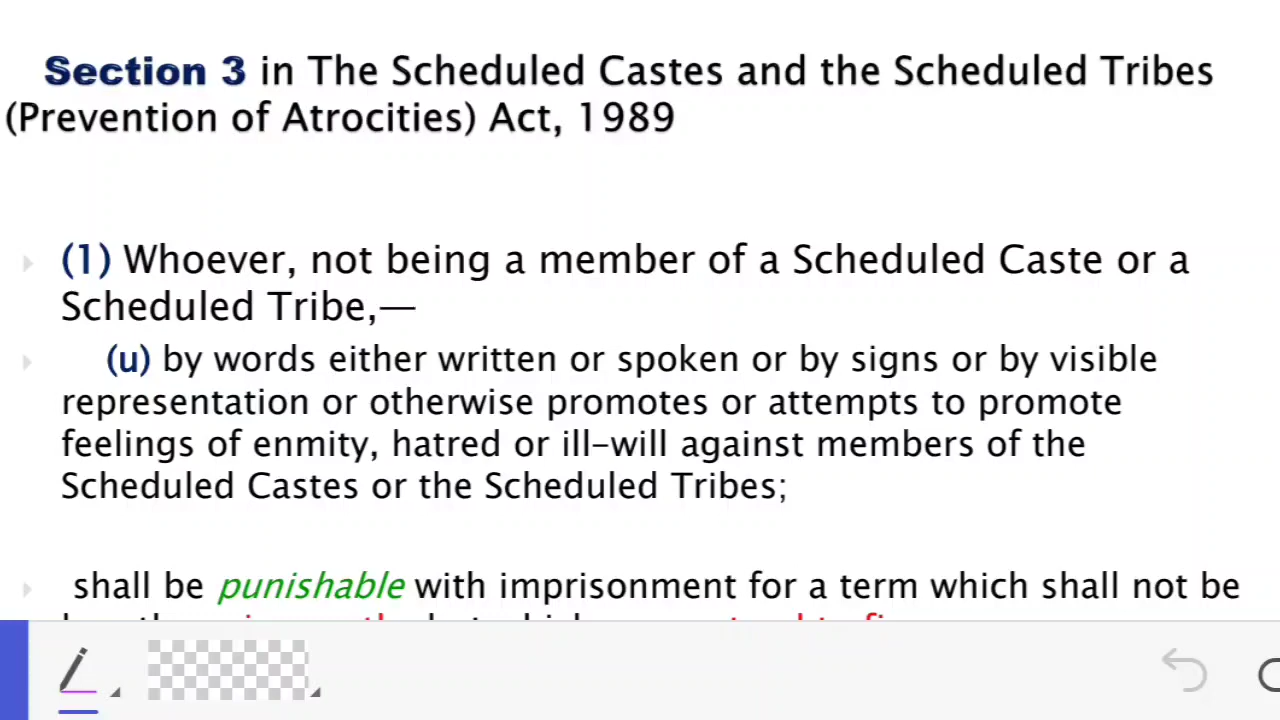 Section 3 in The Scheduled Castes and the Scheduled Tribes
(Prevention of Atrocities) Act, 1989
(1) Whoever, not being a member of a Scheduled Caste or a
Scheduled Tribe,—
(u) by words either written or spoken or by signs or by visible
representation or otherwise promotes or attempts to promote
feelings of enmity, hatred or ill-will against members of the
Scheduled Castes or the Scheduled Tribes;
shall be punishable with imprisonment for a term which shall not be